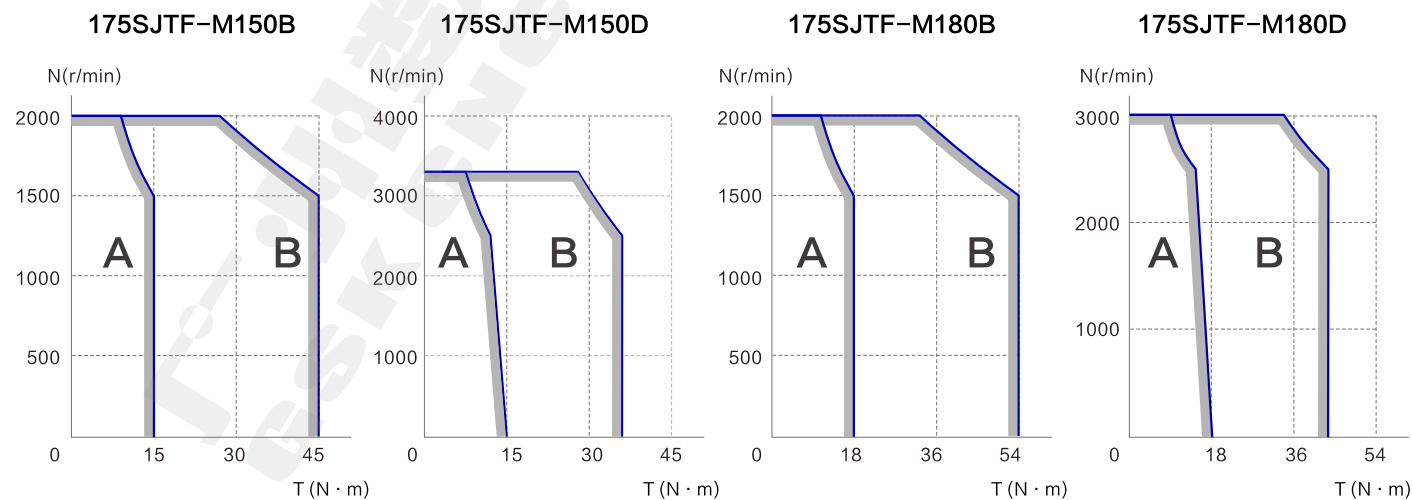 175SJTF-M150B
N(r/min)
2000
1500
1000
500
0
15
30
45
A
B
T (N · m)
175SJTF-M150D
N(r/min)
4000
3000
2000
1000
0
15
30
45
A
B
T (N · m)
175SJTF-M180B
N(r/min)
2000
1500
1000
500
0
18
36
54
A
B
T (N · m)
175SJTF-M180D
N(r/min)
3000
2000
1000
0
18
36
54
A
B
T (N · m)